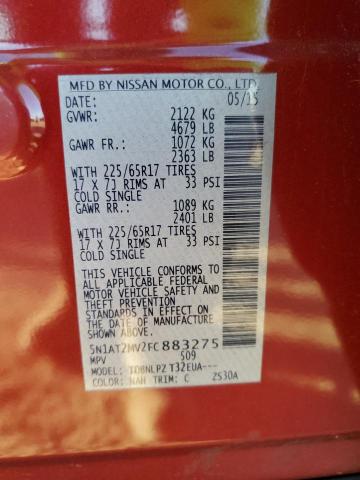 MFD BY NISSAN MOTOR CO., LTD.
DATE: 05/15
GVWR: 2122 KG
4679 LB
GAWR FR.: 1072 KG
2363 LB
WITH 225/65R17 TIRES
17 X 7J RIMS AT 33 PSI
COLD SINGLE
GAWR RR.: 1089 KG
2401 LB
WITH 225/65R17 TIRES
17 X 7J RIMS AT 33 PSI
COLD SINGLE
THIS VEHICLE CONFORMS TO
ALL APPLICABLE FEDERAL
MOTOR VEHICLE SAFETY
AND THEFT PREVENTION
STANDARDS IN EFFECT ON
THE DATE OF MANUFACTURE
SHOWN ABOVE
5N1AT2MV2FC883275
MPV 509
MODEL: TDBNLPZ T32EUA---
COLOR: NAH TRIM: C 2530A